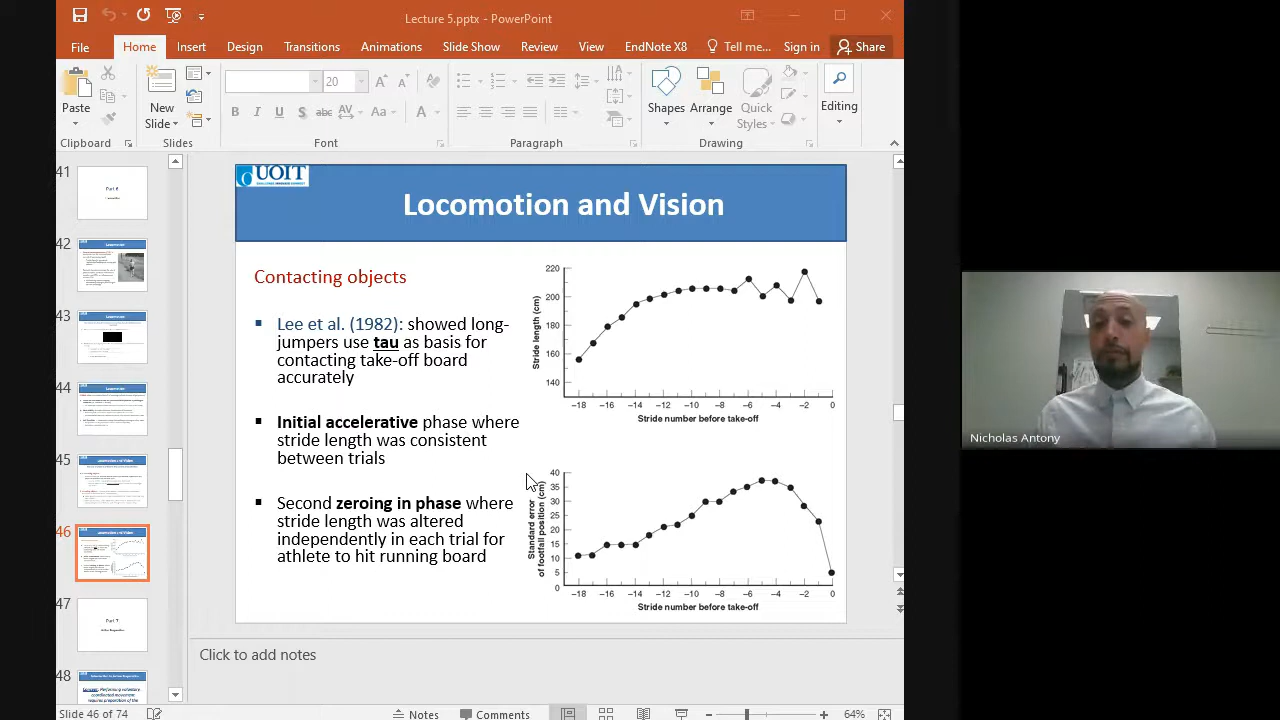 Lecture 5.pptx - PowerPoint
File Home Insert Design Transitions Animations Slide Show Review View EndNote X8 Tell me... Sign in Share
20
Paste
New
Slide
Shapes Arrange Quick
Styles
Editing
Clipboard Slides Font Paragraph Drawing
41
Part 6
42
43
44
45
46
47
Part 7
48
UOIT
Locomotion and Vision
Contacting objects
Lee et al. (1982): showed long-
jumpers use tau as basis for
contacting take-off board
accurately
Initial accelerative phase where
stride length was consistent
between trials
Second zeroing in phase where
stride length was altered
independently in each trial for
athlete to hit running board
Stride length (cm)
220
200
180
160
140
–18 –16 –14 –12 –10 –8 –6 –4 –2 0
Stride number before take-off
Standard error
of footfall position (cm)
40
35
30
25
20
15
10
5
0
–18 –16 –14 –12 –10 –8 –6 –4 –2 0
Stride number before take-off
Click to add notes
Slide 46 of 74
Notes Comments 64%
Nicholas Antony